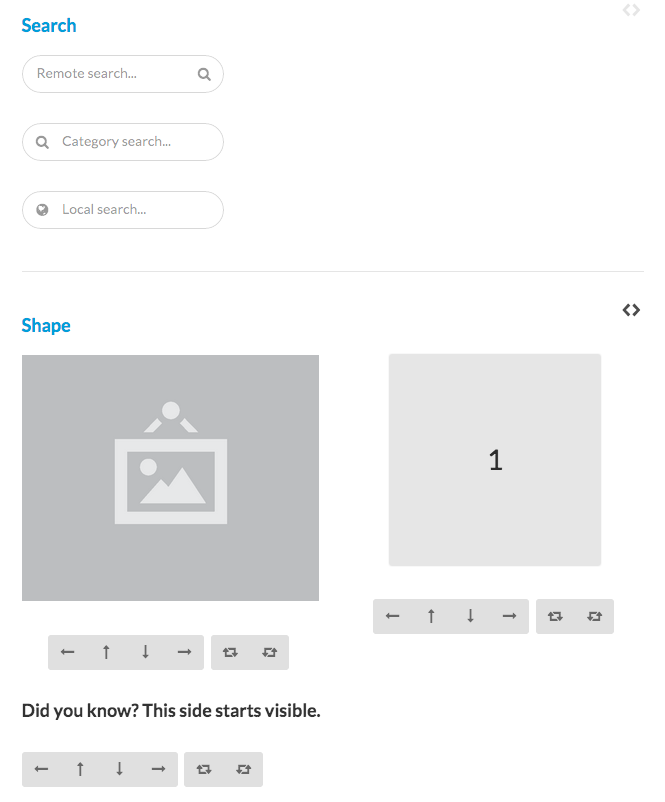 Search
Remote search...
Category search...
Local search...
Shape
1
Did you know? This side starts visible.